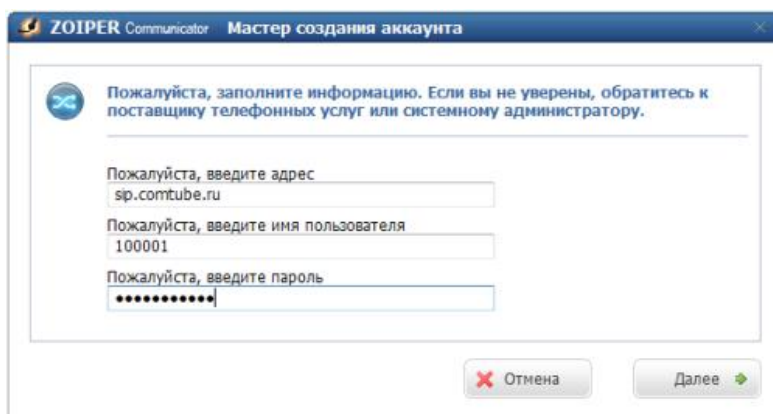 ZOIPER Communicator Мастер создания аккаунта
Пожалуйста, заполните информацию. Если вы не уверены, обратитесь к
поставщику телефонных услуг или системному администратору.
Пожалуйста, введите адрес
sip.comtube.ru
Пожалуйста, введите имя пользователя
100001
Пожалуйста, введите пароль
●●●●●●●●●●●
Отмена
Далее